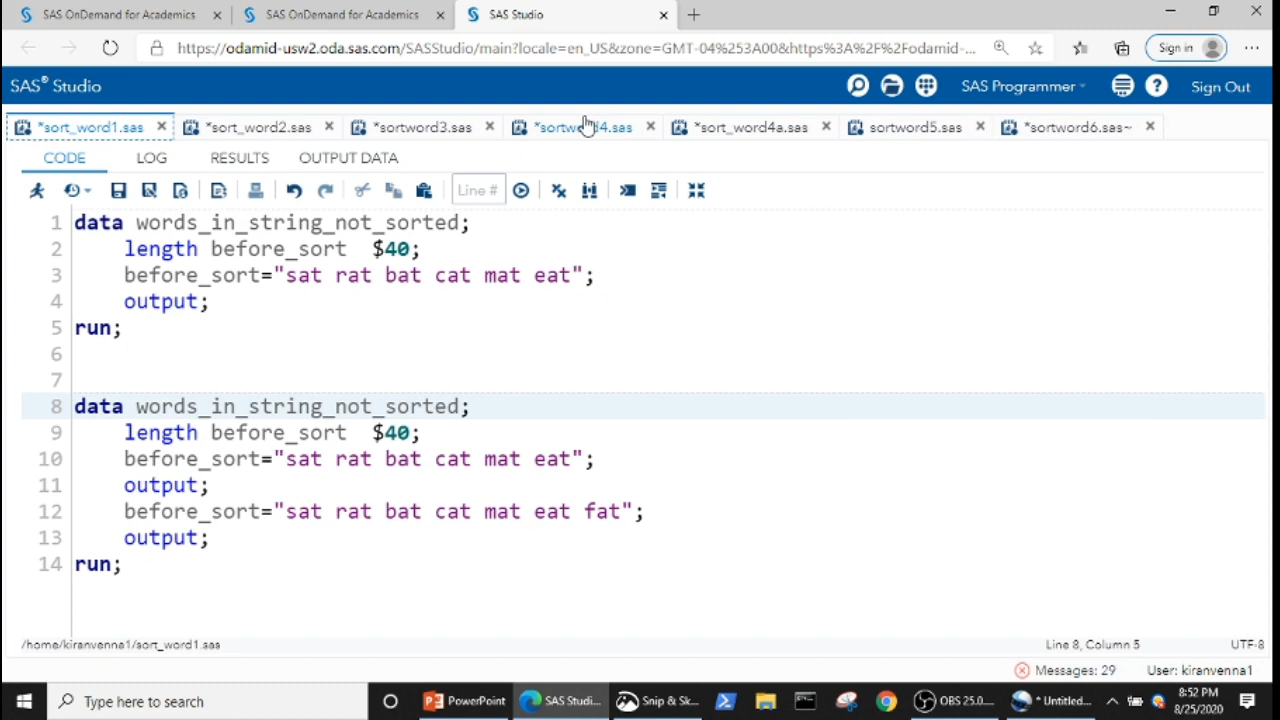 SAS OnDemand for Academics
SAS OnDemand for Academics
SAS Studio
https://odamid-usw2.oda.sas.com/SASStudio/main?locale=en_US&zone=GMT-04%253A00&https%3A%2F%2Fodamid-...
Sign in
SAS® Studio
SAS Programmer
Sign Out
*sort_word1.sas
*sort_word2.sas
*sortword3.sas
*sortword4.sas
*sort_word4a.sas
sortword5.sas
*sortword6.sas~
CODE
LOG
RESULTS
OUTPUT DATA
Line #
1 data words_in_string_not_sorted;
2 length before_sort $40;
3 before_sort="sat rat bat cat mat eat";
4 output;
5 run;
6
7
8 data words_in_string_not_sorted;
9 length before_sort $40;
10 before_sort="sat rat bat cat mat eat";
11 output;
12 before_sort="sat rat bat cat mat eat fat";
13 output;
14 run;
/home/kiranvenna1/sort_word1.sas
Line 8, Column 5
UTF-8
Messages: 29
User: kiranvenna1
Type here to search
PowerPoint
SAS Studi...
Snip & Sk...
OBS 25.0....
* Untitled...
8:52 PM
8/25/2020